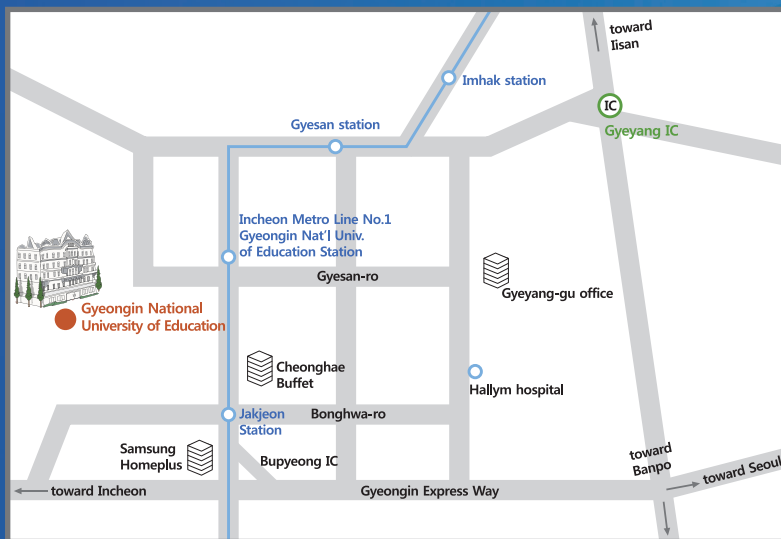 toward
Iisan
Imhak station
IC
Gyeyang IC
Gyesan station
Incheon Metro Line No.1
Gyeongin Nat'l Univ.
of Education Station
Gyesan-ro
Gyeyang-gu office
Gyeongin National
University of Education
Cheonghae
Buffet
Hallym hospital
Jakjeon
Station
Bonghwa-ro
Samsung
Homeplus
Bupyeong IC
toward
Banpo
toward Seoul
toward Incheon
Gyeongin Express Way